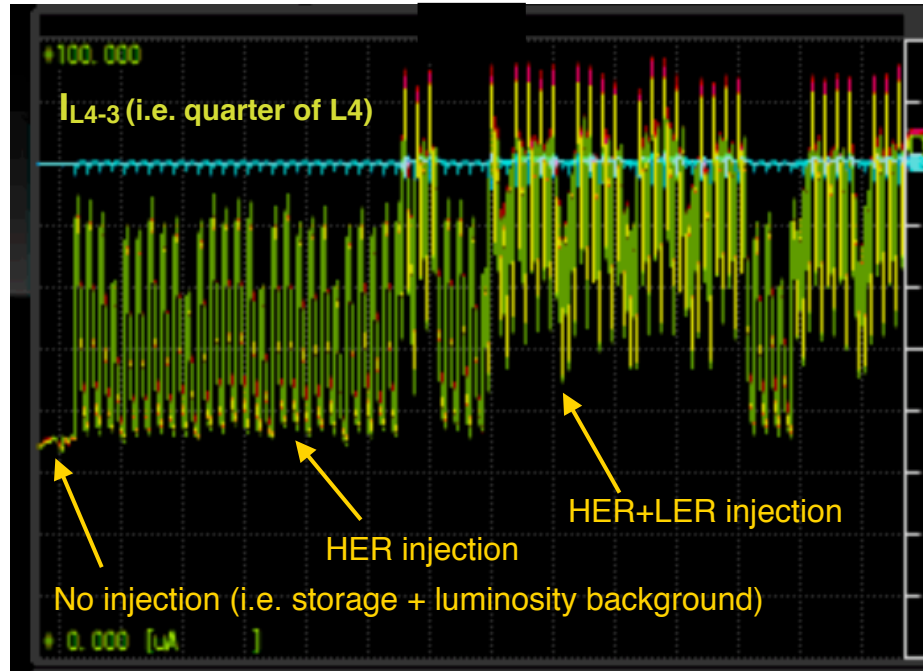 100.000
IL4-3 (i.e. quarter of L4)
HER+LER injection
HER injection
No injection (i.e. storage + luminosity background)
0.000 [uA ]